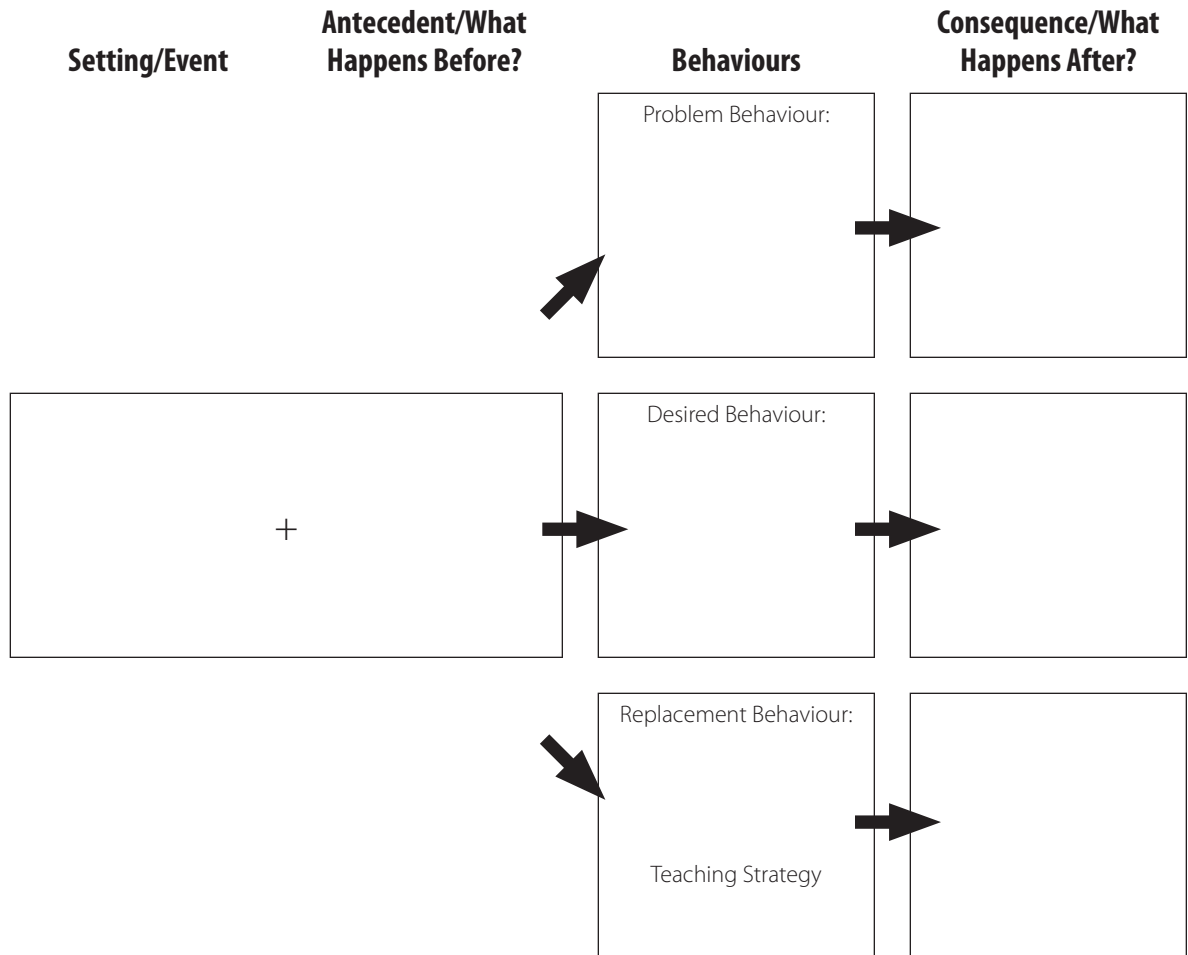 Setting/Event
Antecedent/What
Happens Before?
Behaviours
Consequence/What
Happens After?
Problem Behaviour:
Desired Behaviour:
+
Replacement Behaviour:
Teaching Strategy